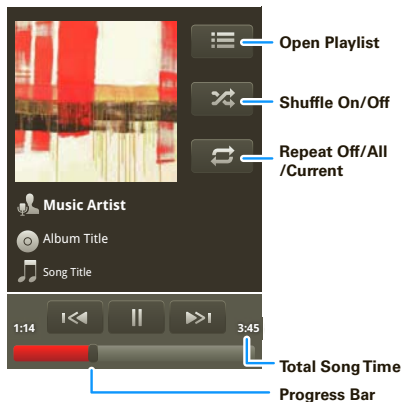 Open Playlist
Shuffle On/Off
Repeat Off/All
/Current
Music Artist
Album Title
Song Title
1:14
3:45
Total Song Time
Progress Bar